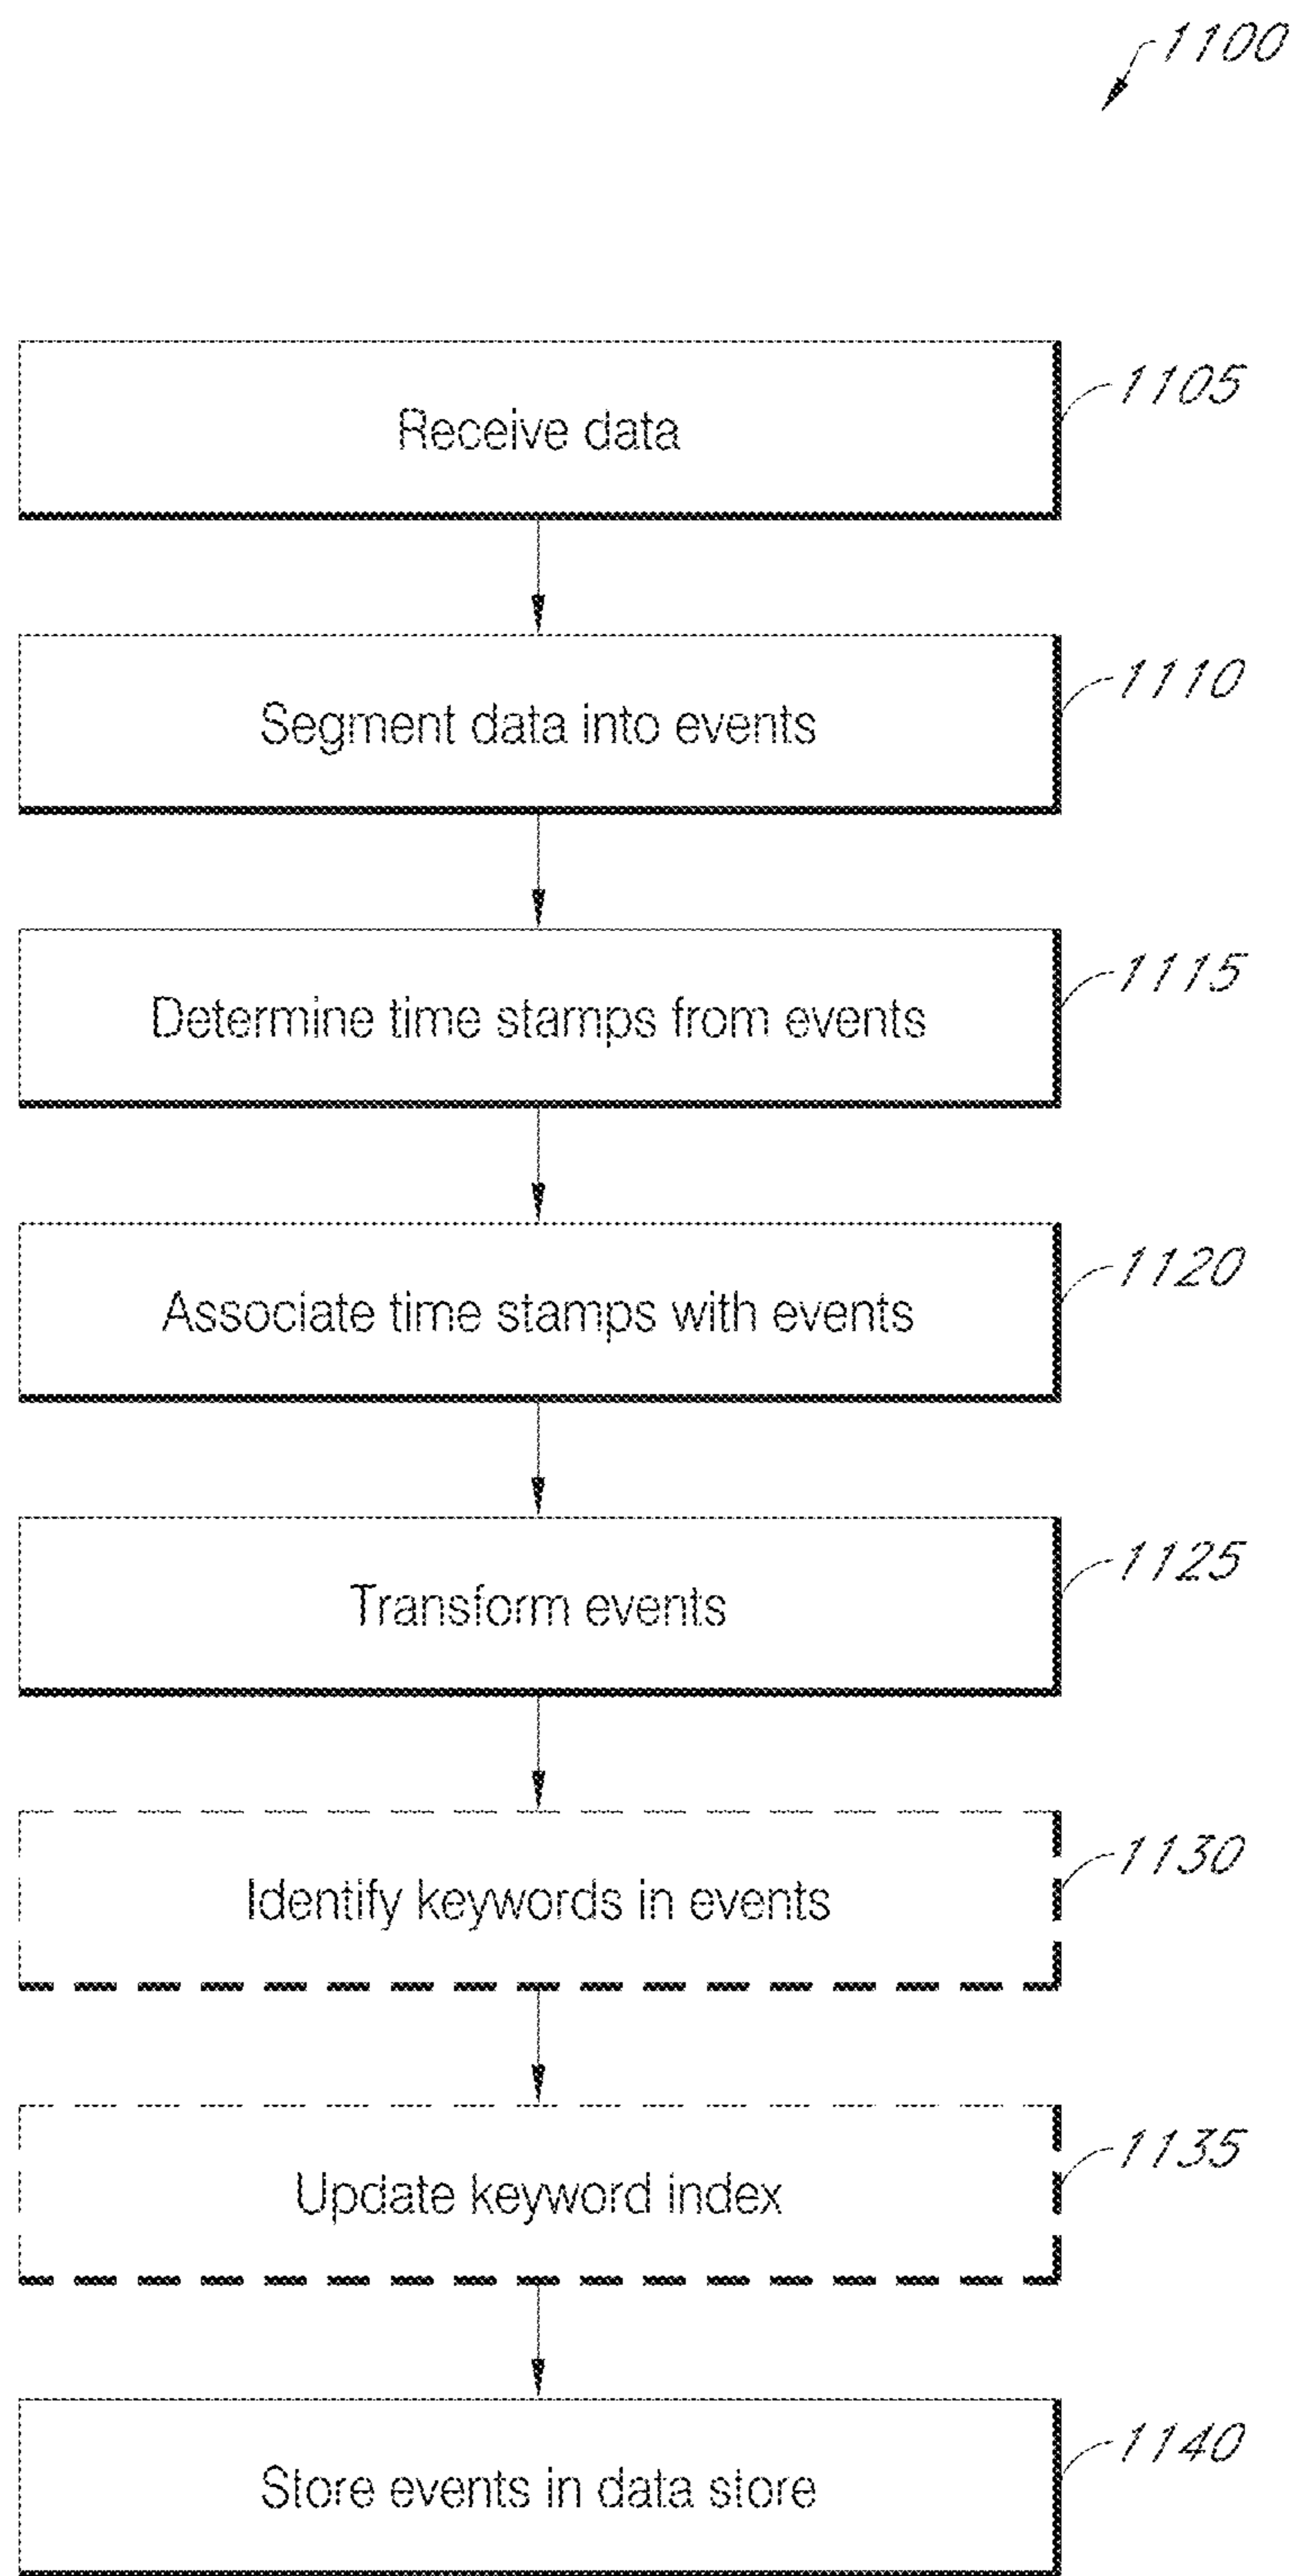 1100
Receive data
1105
Segment data into events
1110
Determine time stamps from events
1115
Associate time stamps with events
1120
Transform events
1125
Identify keywords in events
1130
Update keyword index
1135
Store events in data store
1140